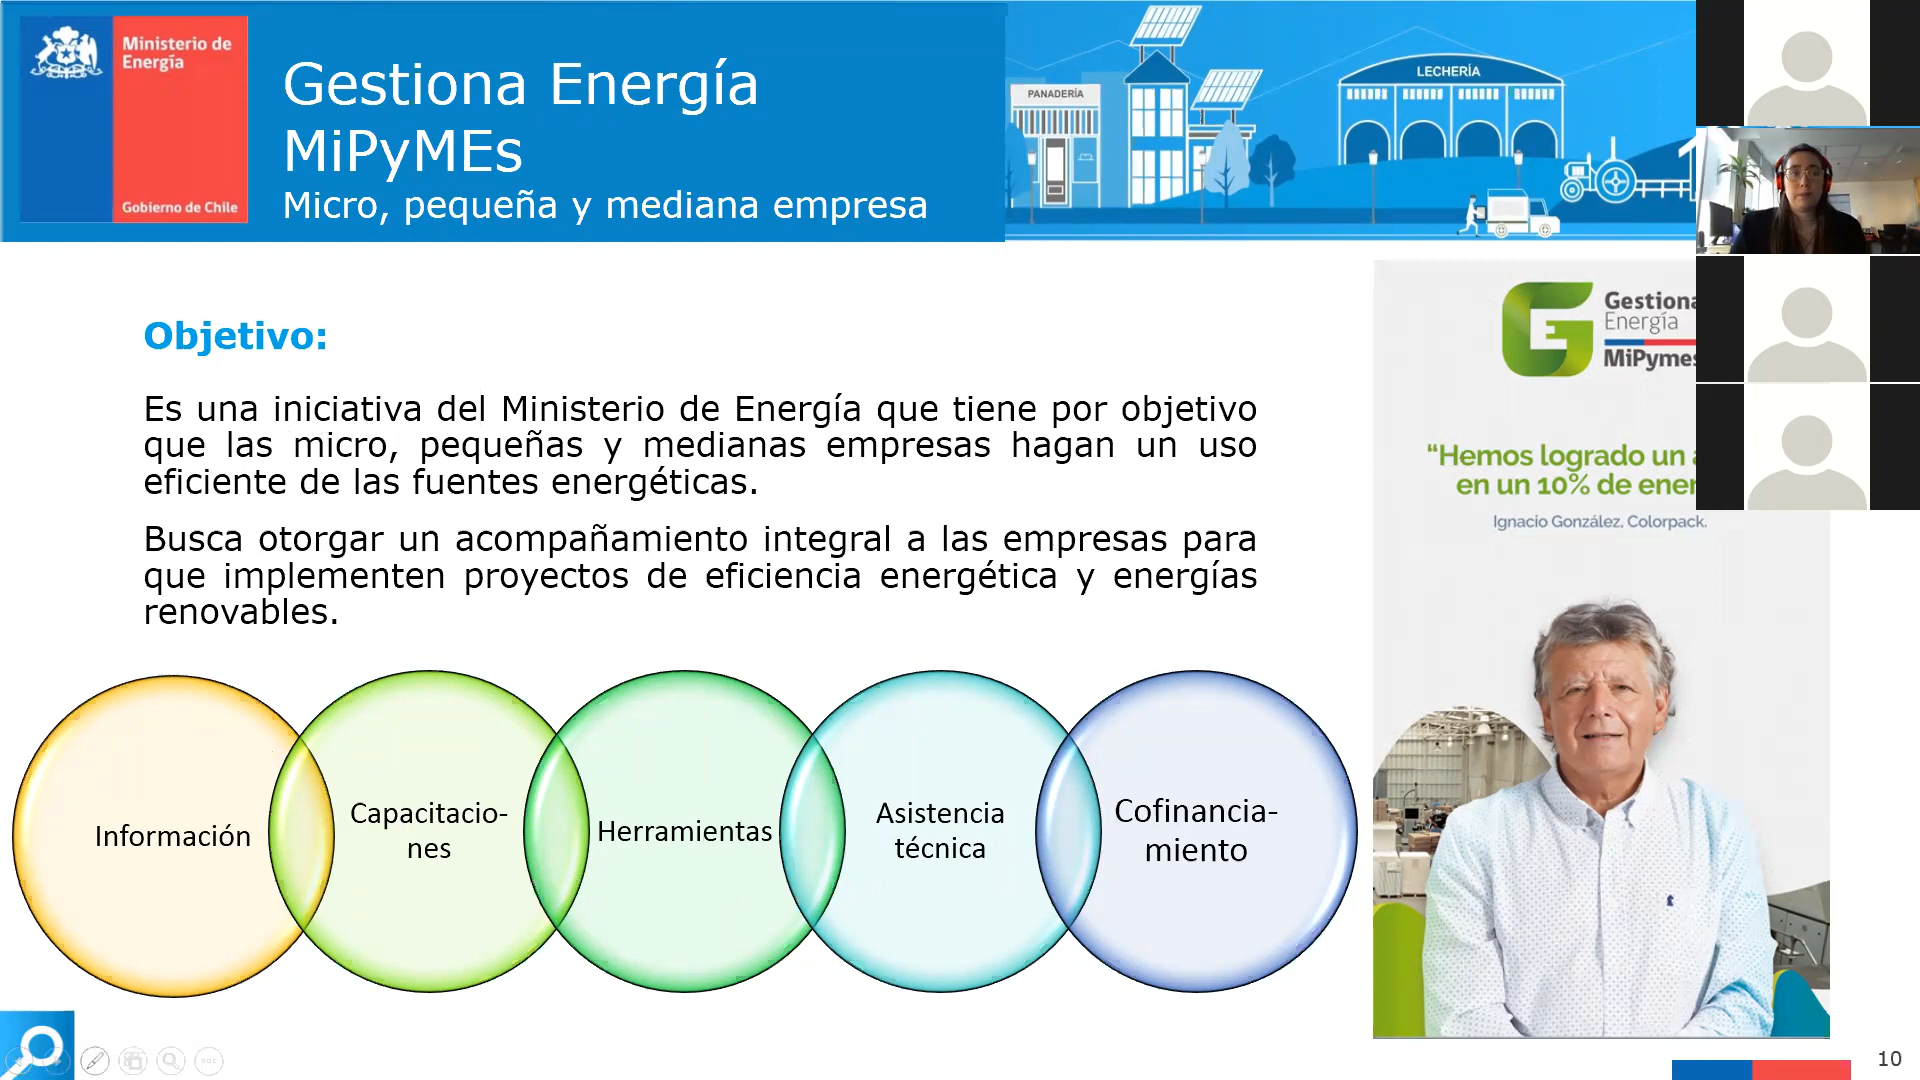 Ministerio de
Energía
Gobierno de Chile
Gestiona Energía
MiPyMEs
Micro, pequeña y mediana empresa
PANADERÍA
LECHERÍA
Objetivo:
Es una iniciativa del Ministerio de Energía que tiene por objetivo
que las micro, pequeñas y medianas empresas hagan un uso
eficiente de las fuentes energéticas.
Busca otorgar un acompañamiento integral a las empresas para
que implementen proyectos de eficiencia energética y energías
renovables.
Información
Capacitacio-
nes
Herramientas
Asistencia
técnica
Cofinancia-
miento
Gestiona
Energía
MiPymes
“Hemos logrado un
en un 10% de
Ignacio González, Colorpack.
10